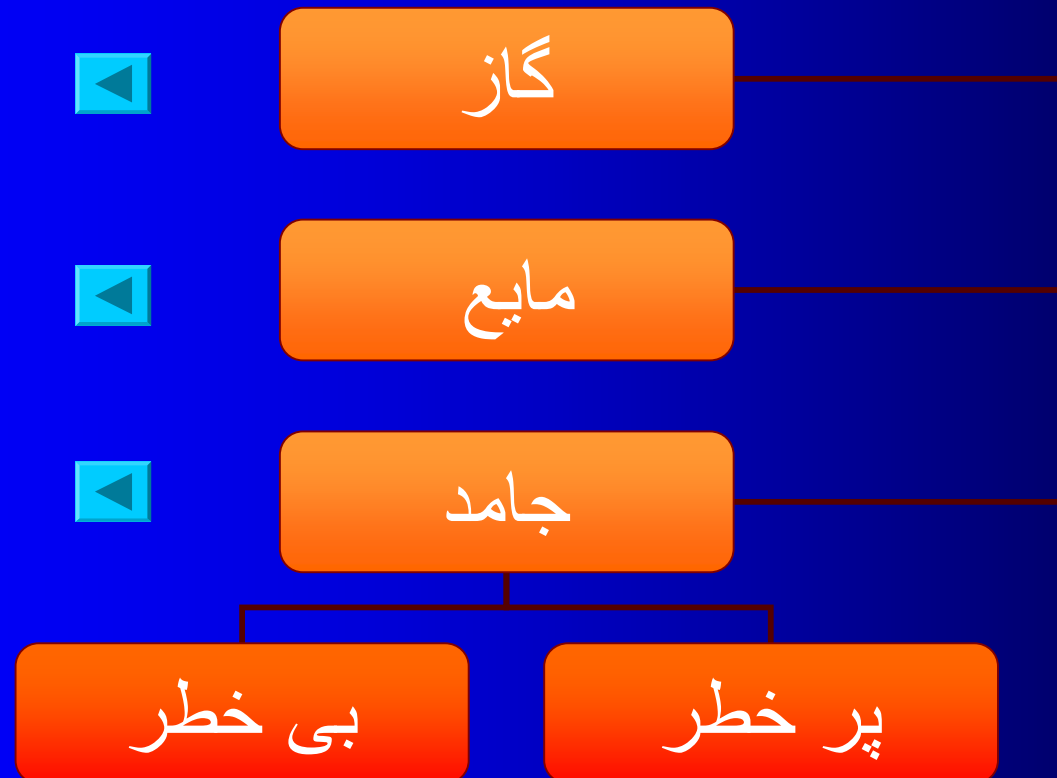 گاز
مایع
جامد
پر خطر
بی خطر